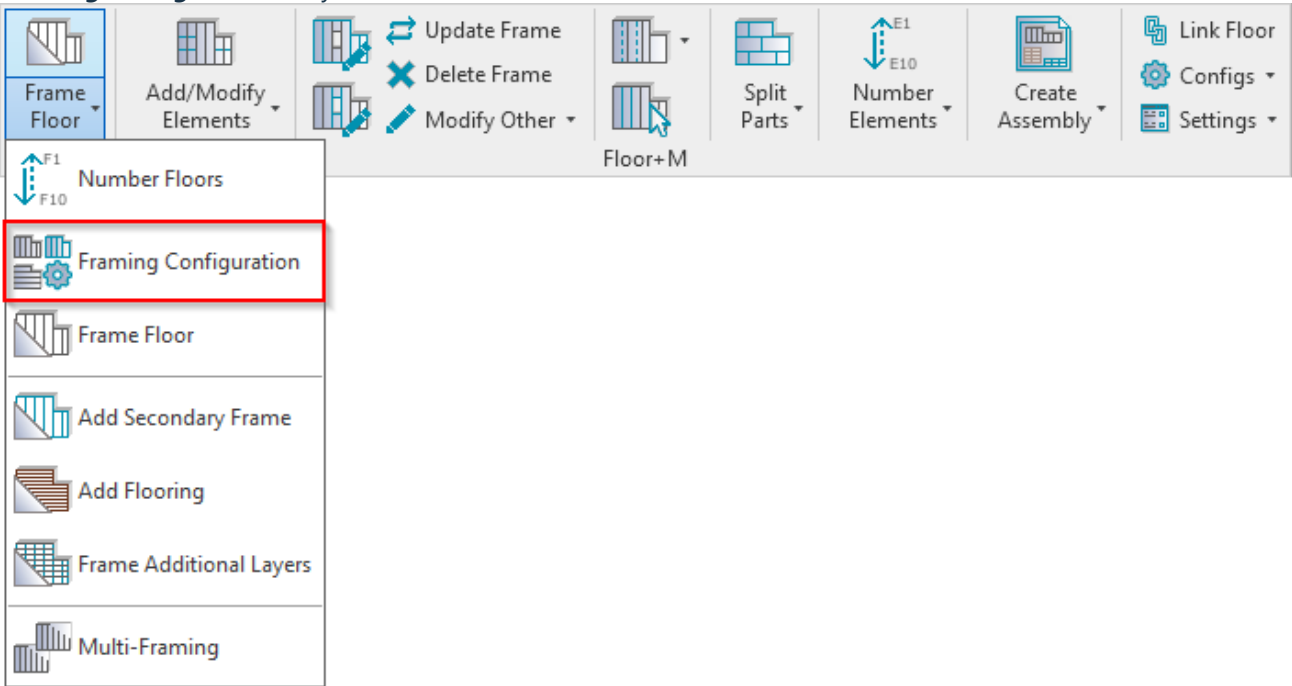 Frame
Floor
Add/Modify
Elements
Update Frame
Delete Frame
Modify Other
Split
Parts
E1
E10
Number
Elements
Create
Assembly
Link Floor
Configs
Settings
Floor+M
F1
F10
Number Floors
Framing Configuration
Frame Floor
Add Secondary Frame
Add Flooring
Frame Additional Layers
Multi-Framing